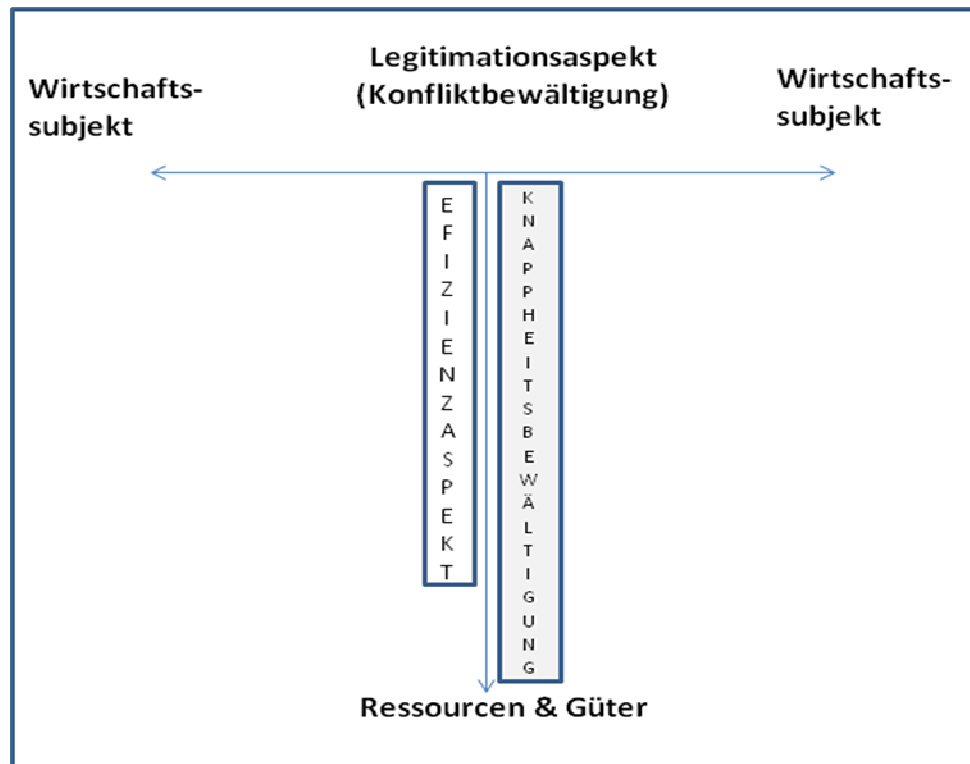 Legitimationsaspekt
(Konfliktbewältigung)
Wirtschafts-
subjekt
Wirtschafts-
subjekt
EFIZIENZASPEKT
KNAPPHEITSBEWÄLTIGUNG
Ressourcen & Güter